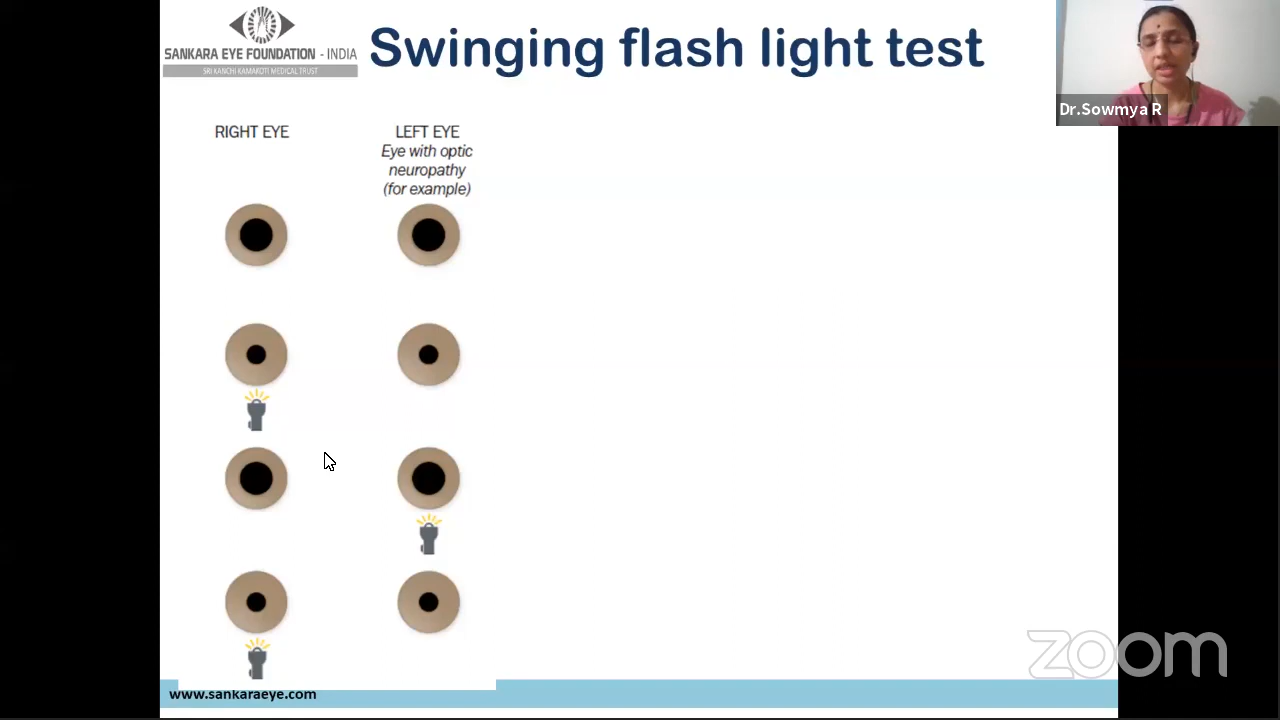 SANKARA EYE FOUNDATION - INDIA
SRI KANCHI KAMAKOTI MEDICAL TRUST
Swinging flash light test
Dr.Sowmya R
RIGHT EYE
LEFT EYE
Eye with optic
neuropathy
(for example)
zoom
www.sankaraeye.com